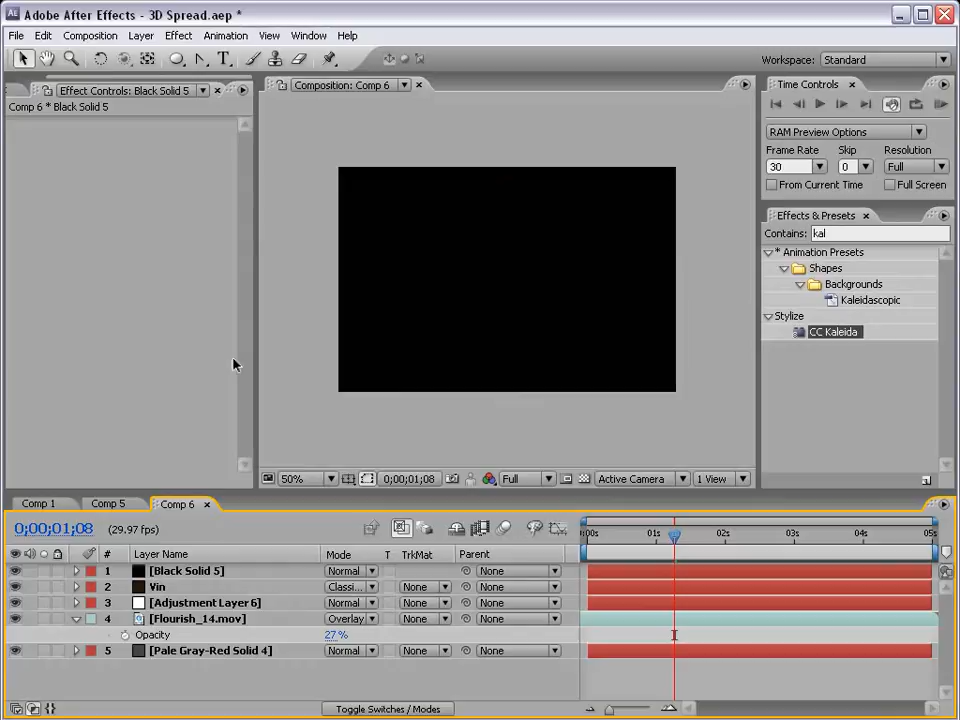 Adobe After Effects - 3D Spread.aep *
File Edit Composition Layer Effect Animation View Window Help
Workspace: Standard
Effect Controls: Black Solid 5
Comp 6 * Black Solid 5
Composition: Comp 6
Time Controls
RAM Preview Options
Frame Rate Skip Resolution
30 0 Full
From Current Time Full Screen
Effects & Presets
Contains: kal
* Animation Presets
Shapes
Backgrounds
Kaleidoscopic
Stylize
CC Kaleida
50% 0;00;01;08 Full Active Camera 1 View
Comp 1 Comp 5 Comp 6
0;00;01;08 (29.97 fps)
:00s 01s 02s 03s 04s 05s
# Layer Name Mode T TrkMat Parent
1 [Black Solid 5] Normal None
2 Vin Classi... None None
3 [Adjustment Layer 6] Normal None None
4 [Flourish_14.mov] Overlay None None
Opacity 27 %
5 [Pale Gray-Red Solid 4] Normal None None
Toggle Switches / Modes